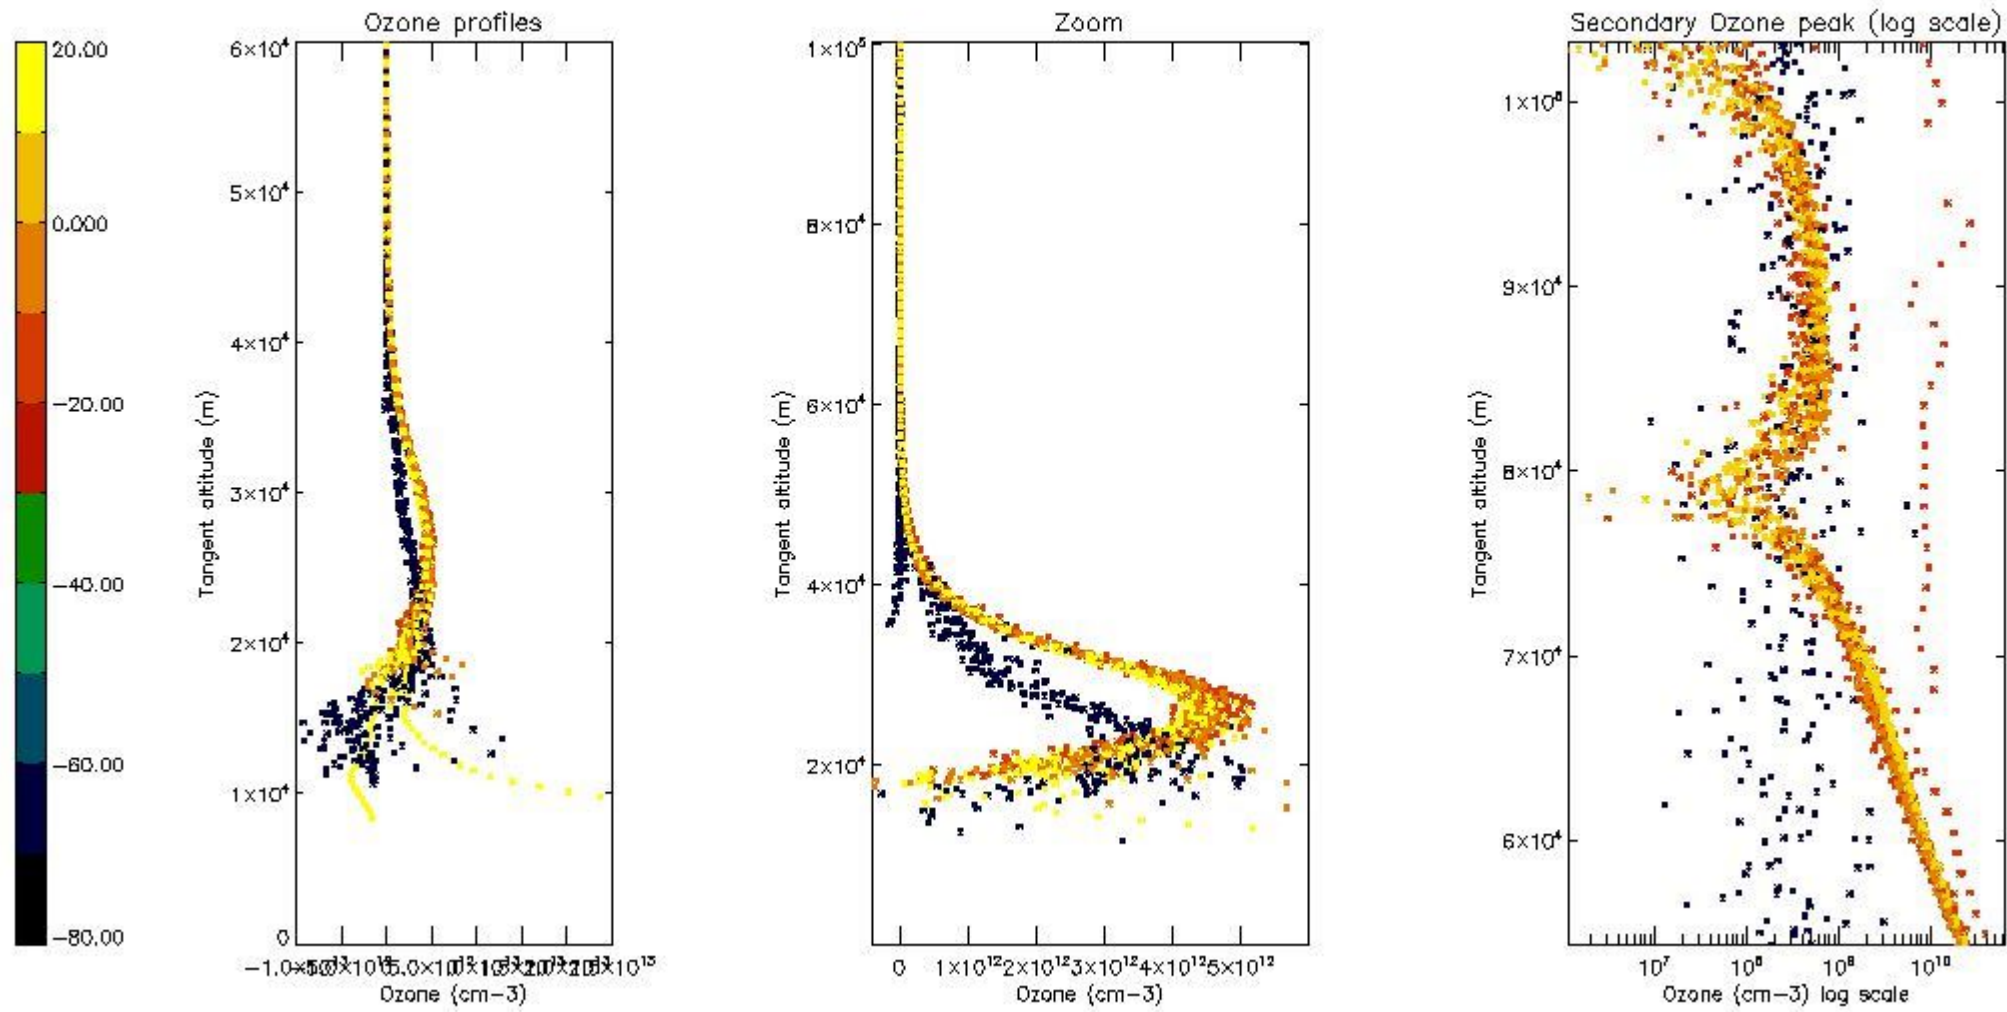 Ozone profiles
Zoom
Secondary Ozone peak (log scale)
20.00
0.000
−20.00
−40.00
−60.00
−80.00
6×10⁴
5×10⁴
4×10⁴
3×10⁴
2×10⁴
1×10⁴
0
Tangent altitude (m)
Ozone (cm−3)
1×10⁵
8×10⁴
6×10⁴
4×10⁴
2×10⁴
Tangent altitude (m)
0 1×10¹² 2×10¹² 3×10¹² 4×10¹² 5×10¹²
Ozone (cm−3)
1×10⁵
9×10⁴
8×10⁴
7×10⁴
6×10⁴
Tangent altitude (m)
10⁷ 10⁸ 10⁹ 10¹⁰
Ozone (cm−3) log scale